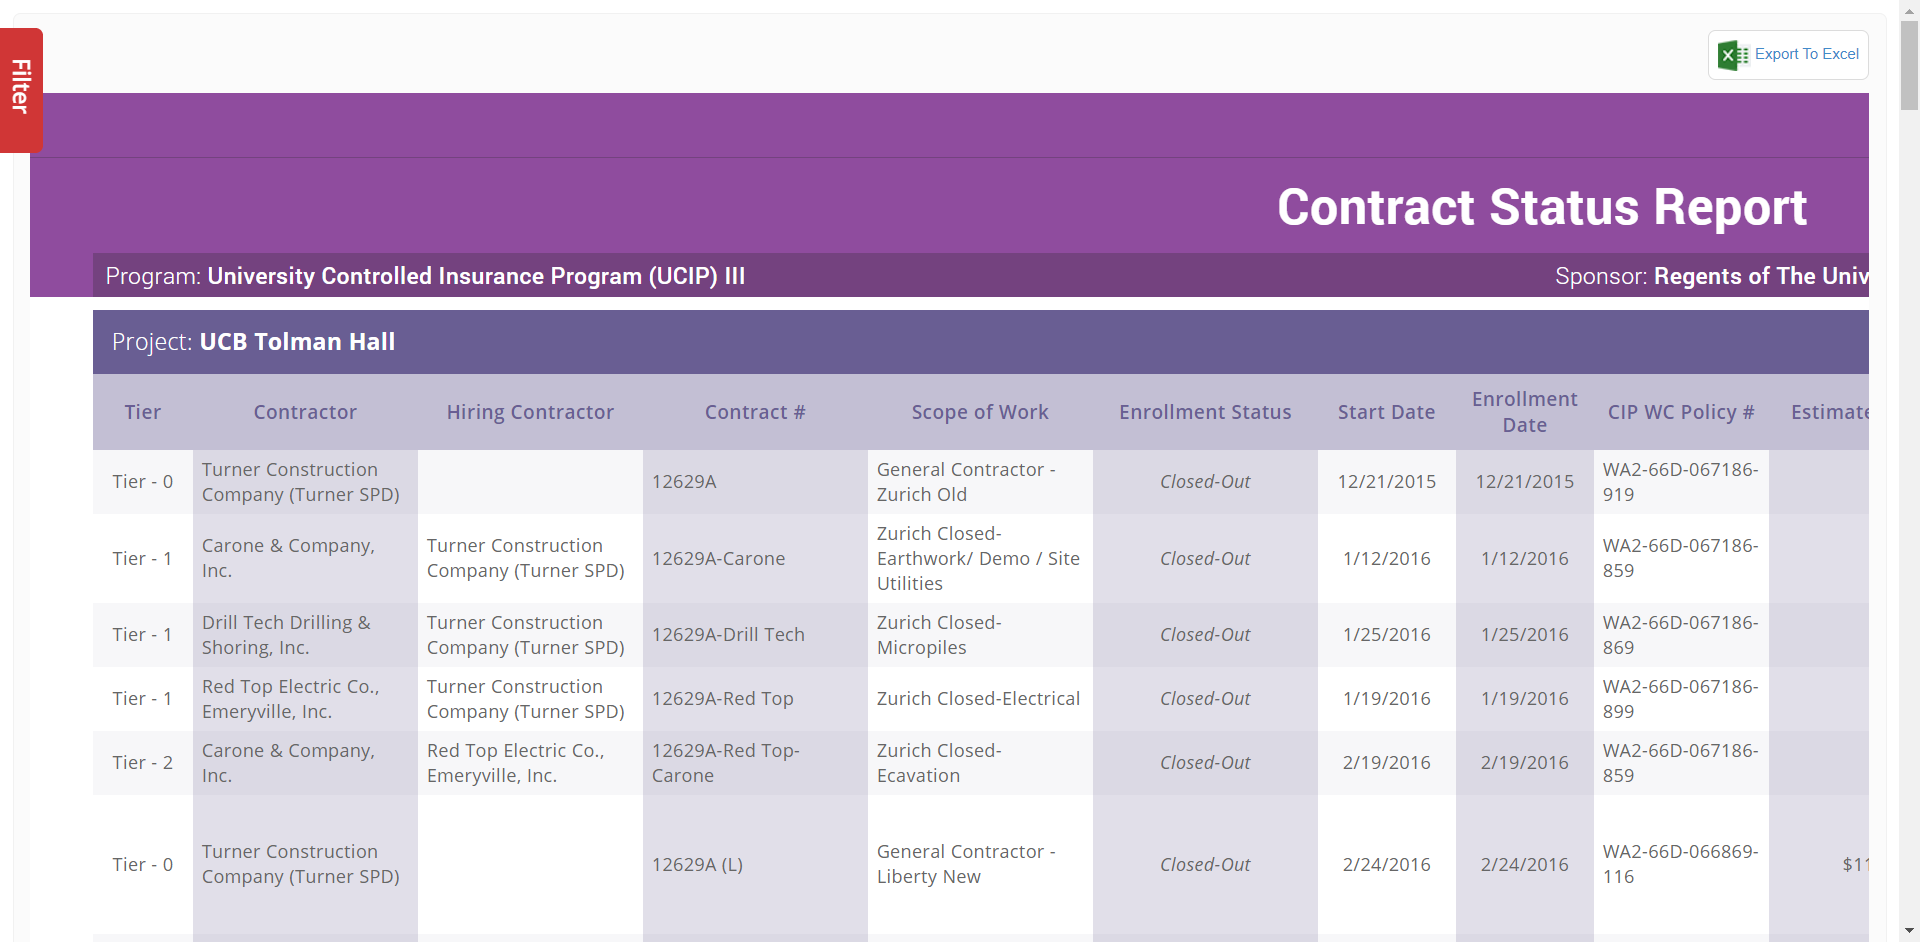 Filter
Export To Excel
Contract Status Report
Program: University Controlled Insurance Program (UCIP) III
Sponsor: Regents of The Univ
Project: UCB Tolman Hall
Tier
Contractor
Hiring Contractor
Contract #
Scope of Work
Enrollment Status
Start Date
Enrollment
Date
CIP WC Policy #
Estimate
Tier - 0
Turner Construction
Company (Turner SPD)
12629A
General Contractor -
Zurich Old
Closed-Out
12/21/2015
12/21/2015
WA2-66D-067186-
919
Tier - 1
Carone & Company,
Inc.
Turner Construction
Company (Turner SPD)
12629A-Carone
Zurich Closed-
Earthwork/ Demo / Site
Utilities
Closed-Out
1/12/2016
1/12/2016
WA2-66D-067186-
859
Tier - 1
Drill Tech Drilling &
Shoring, Inc.
Turner Construction
Company (Turner SPD)
12629A-Drill Tech
Zurich Closed-
Micropiles
Closed-Out
1/25/2016
1/25/2016
WA2-66D-067186-
869
Tier - 1
Red Top Electric Co.,
Emeryville, Inc.
Turner Construction
Company (Turner SPD)
12629A-Red Top
Zurich Closed-Electrical
Closed-Out
1/19/2016
1/19/2016
WA2-66D-067186-
899
Tier - 2
Carone & Company,
Inc.
Red Top Electric Co.,
Emeryville, Inc.
12629A-Red Top-
Carone
Zurich Closed-
Ecavation
Closed-Out
2/19/2016
2/19/2016
WA2-66D-067186-
859
Tier - 0
Turner Construction
Company (Turner SPD)
12629A (L)
General Contractor -
Liberty New
Closed-Out
2/24/2016
2/24/2016
WA2-66D-066869-
116
$11